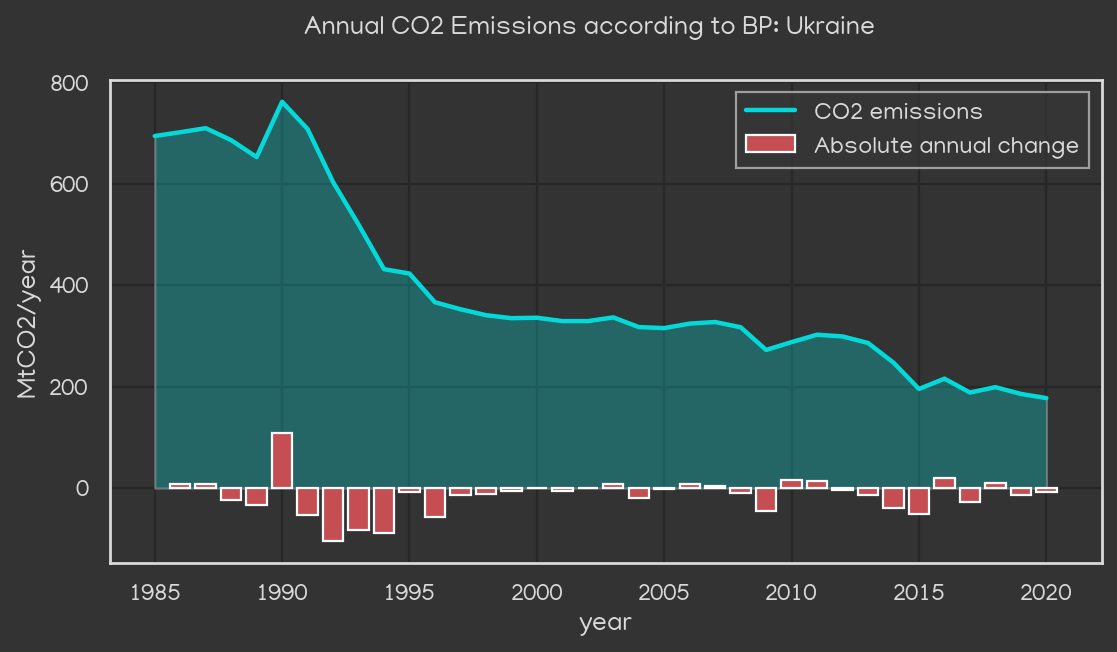 Annual CO2 Emissions according to BP: Ukraine
CO2 emissions
Absolute annual change
MtCO2/year
800
600
400
200
0
1985 1990 1995 2000 2005 2010 2015 2020
year